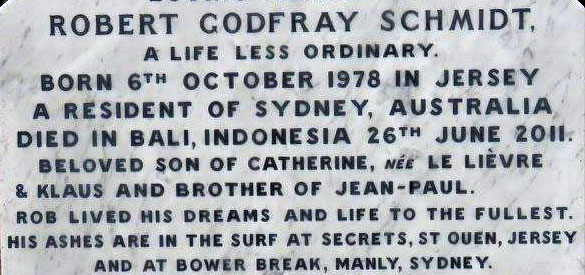 ROBERT GODFRAY SCHMIDT,
A LIFE LESS ORDINARY.
BORN 6TH OCTOBER 1978 IN JERSEY
A RESIDENT OF SYDNEY, AUSTRALIA
DIED IN BALI, INDONESIA 26TH JUNE 2011.
BELOVED SON OF CATHERINE, NÉE LE LIÈVRE
& KLAUS AND BROTHER OF JEAN-PAUL.
ROB LIVED HIS DREAMS AND LIFE TO THE FULLEST.
HIS ASHES ARE IN THE SURF AT SECRETS, ST OUEN, JERSEY
AND AT BOWER BREAK, MANLY, SYDNEY.